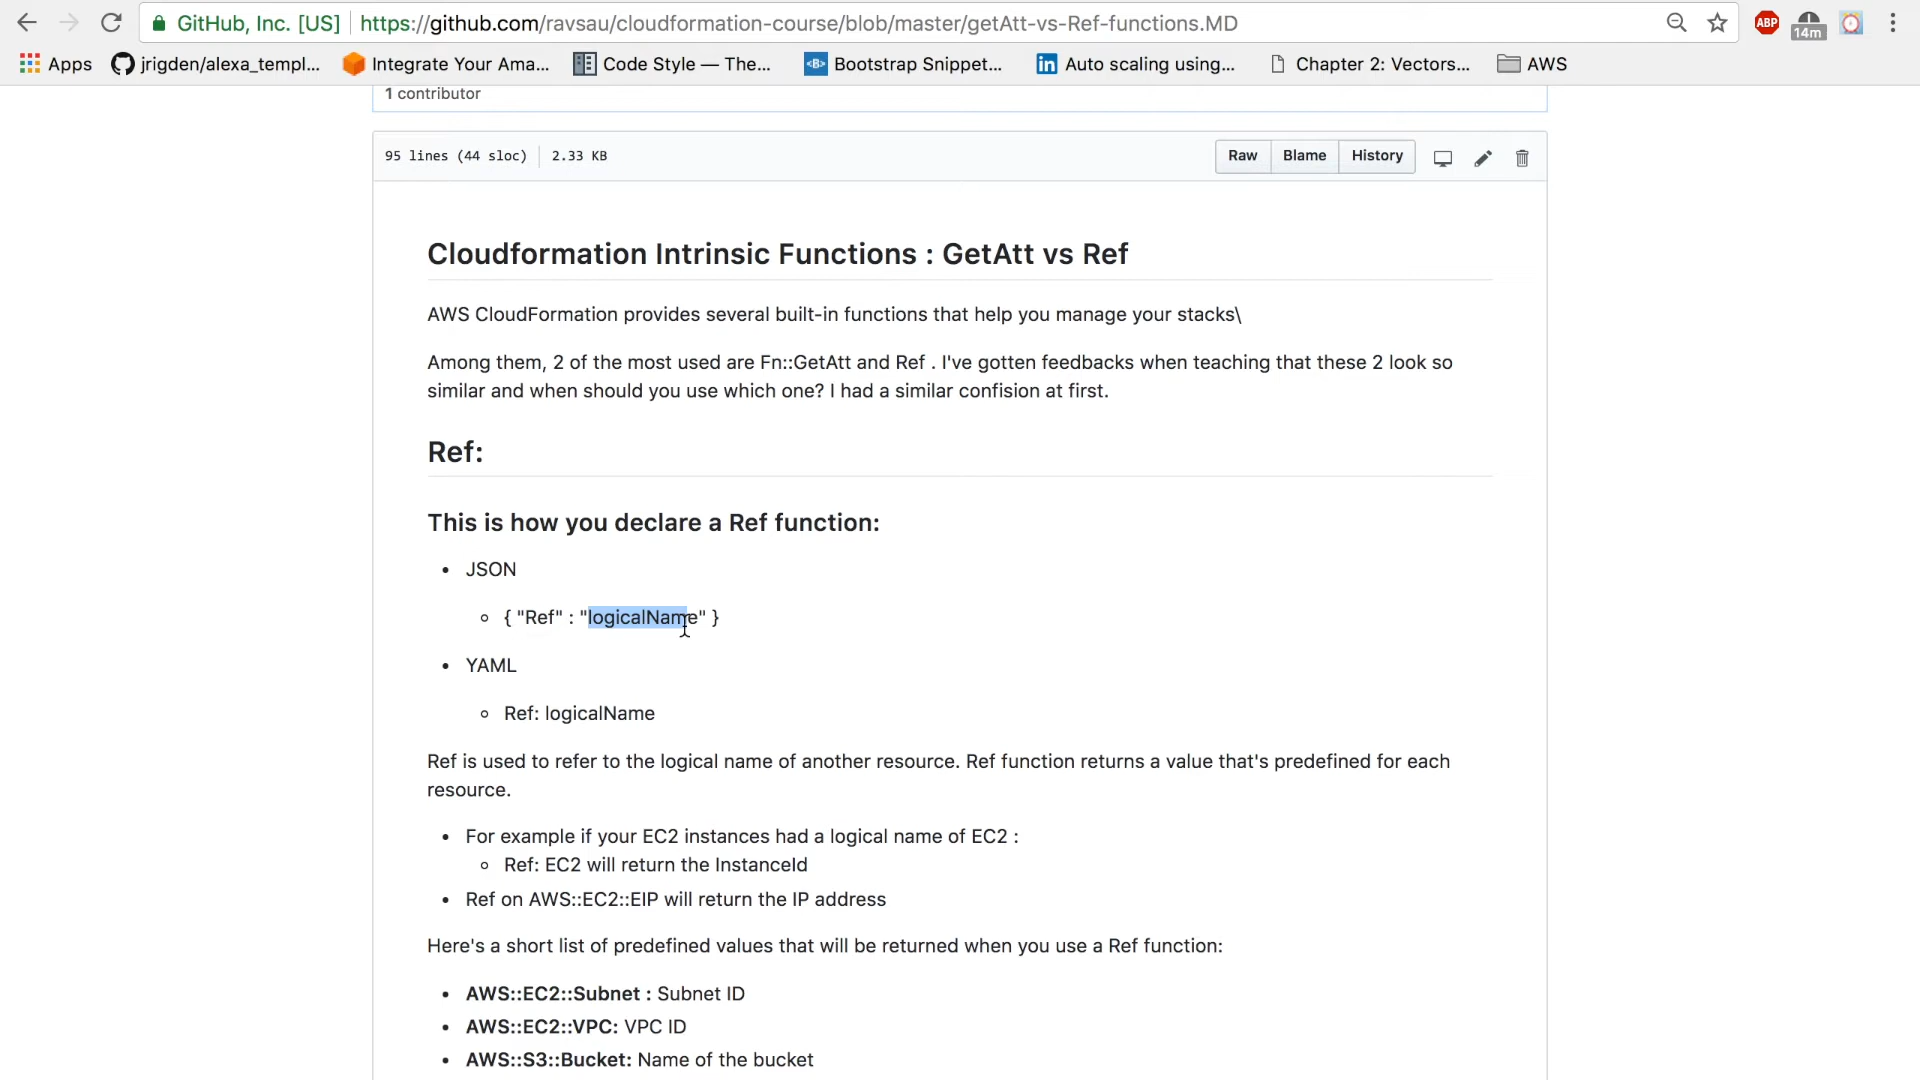 GitHub, Inc. [US] https://github.com/ravsau/cloudformation-course/blob/master/getAtt-vs-Ref-functions.MD ABP 14m
Apps jrigden/alexa_templ... Integrate Your Ama... Code Style — The... <B> Bootstrap Snippet... in Auto scaling using... Chapter 2: Vectors... AWS
1 contributor
95 lines (44 sloc) 2.33 KB Raw Blame History
Cloudformation Intrinsic Functions : GetAtt vs Ref
AWS CloudFormation provides several built-in functions that help you manage your stacks\
Among them, 2 of the most used are Fn::GetAtt and Ref . I've gotten feedbacks when teaching that these 2 look so
similar and when should you use which one? I had a similar confision at first.
Ref:
This is how you declare a Ref function:
• JSON
◦ { "Ref" : "logicalName" }
• YAML
◦ Ref: logicalName
Ref is used to refer to the logical name of another resource. Ref function returns a value that's predefined for each
resource.
• For example if your EC2 instances had a logical name of EC2 :
◦ Ref: EC2 will return the InstanceId
• Ref on AWS::EC2::EIP will return the IP address
Here's a short list of predefined values that will be returned when you use a Ref function:
• AWS::EC2::Subnet : Subnet ID
• AWS::EC2::VPC: VPC ID
• AWS::S3::Bucket: Name of the bucket